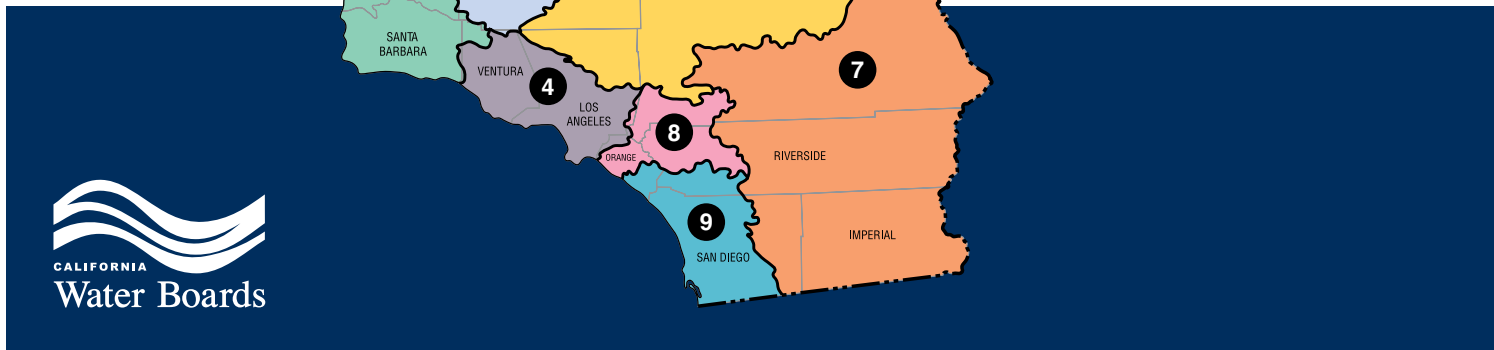 SANTA
BARBARA
VENTURA
4
LOS
ANGELES
7
8
ORANGE
RIVERSIDE
9
SAN DIEGO
IMPERIAL
CALIFORNIA
Water Boards